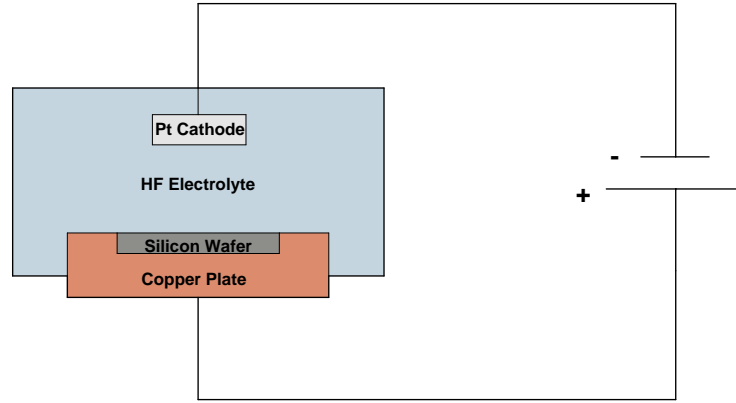 Pt Cathode
-
HF Electrolyte
+
Silicon Wafer
Copper Plate